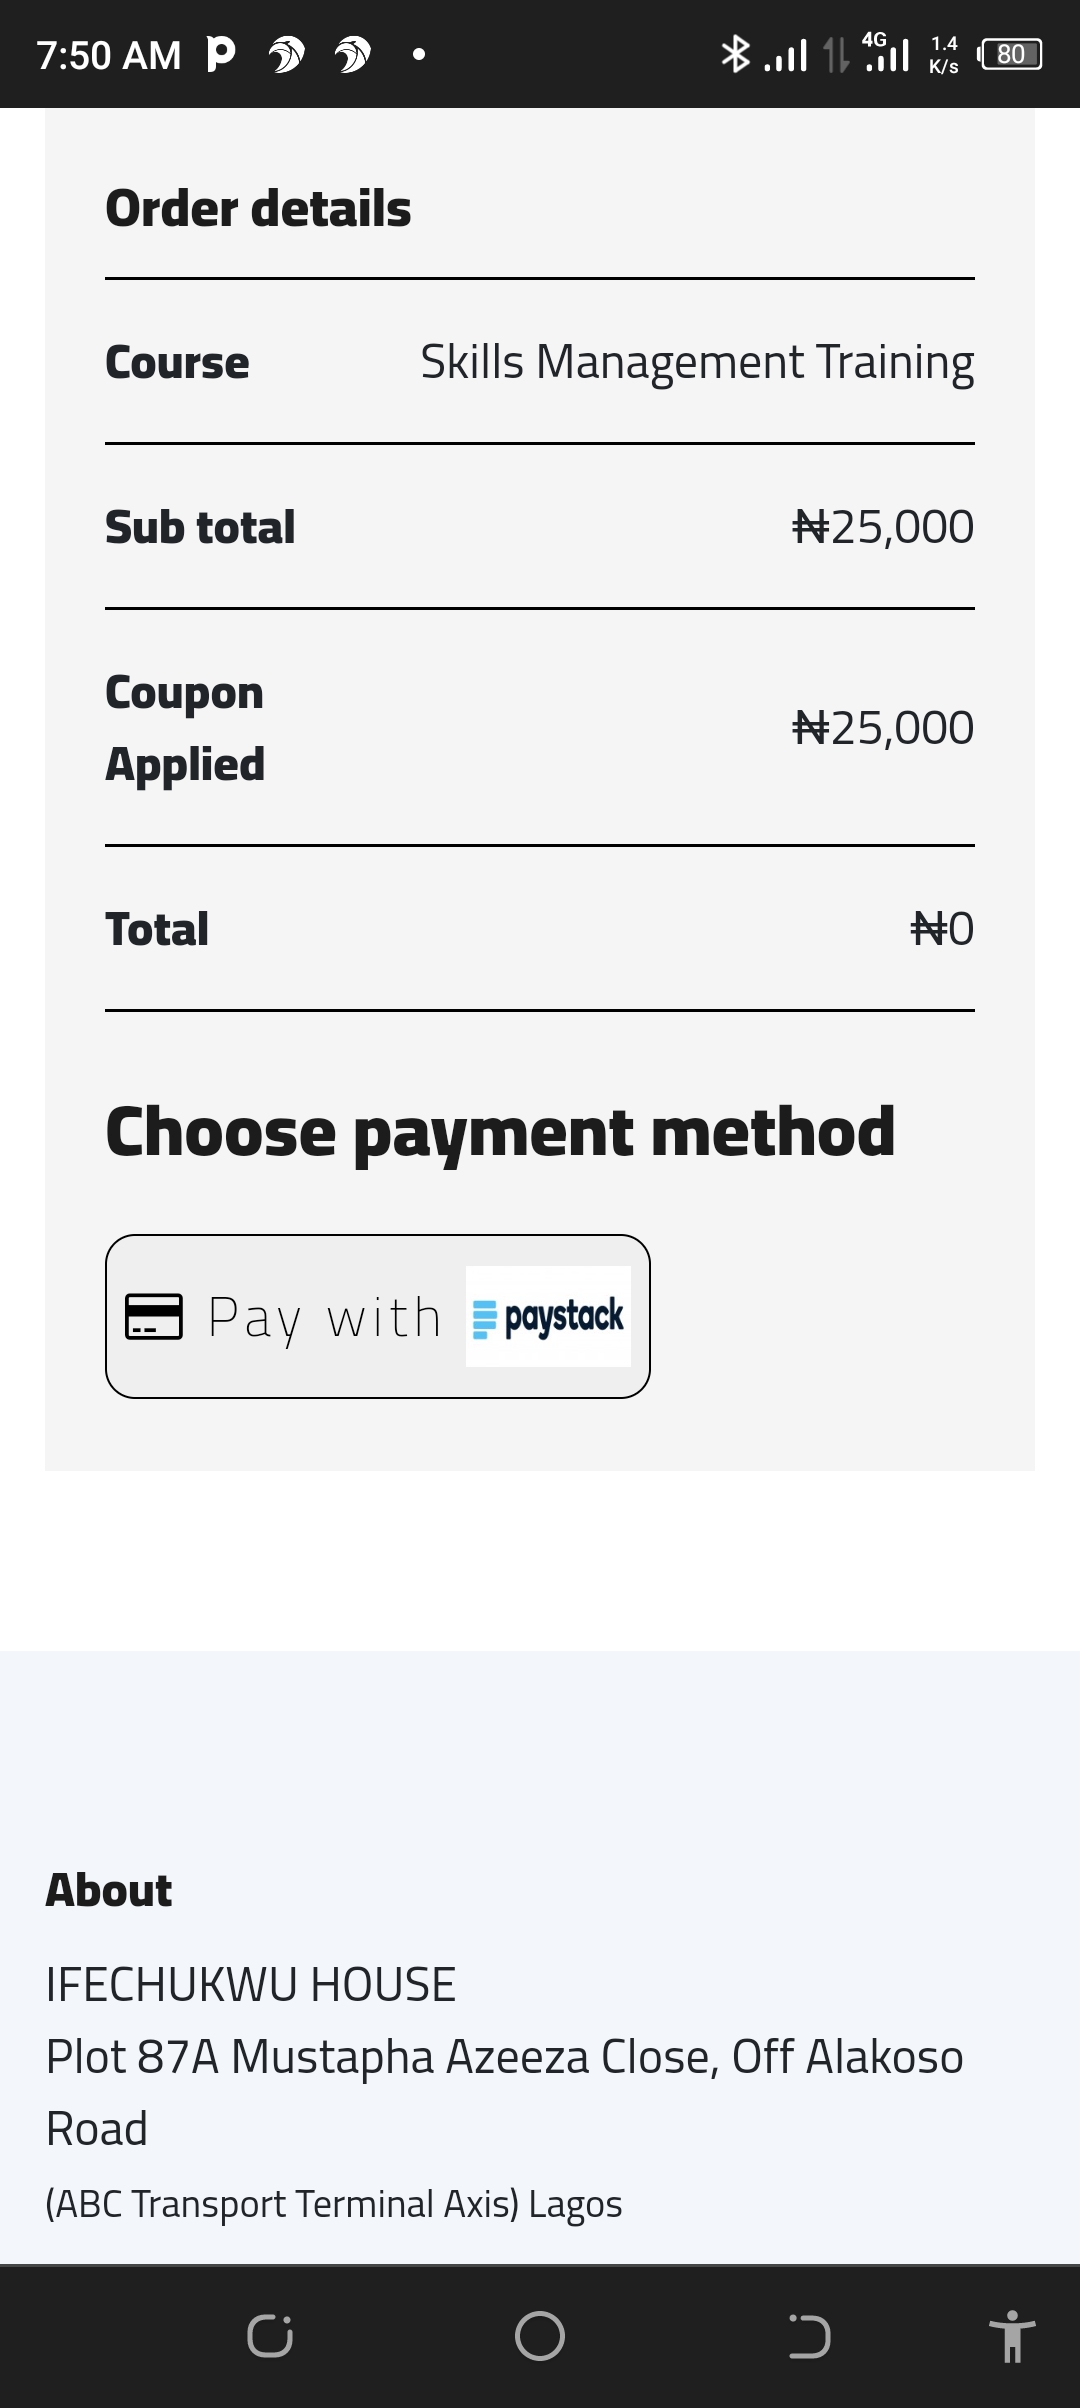 7:50 AM
4G
1.4
K/s
80
Order details
Course Skills Management Training
Sub total ₦25,000
Coupon
Applied ₦25,000
Total ₦0
Choose payment method
Pay with paystack
About
IFECHUKWU HOUSE
Plot 87A Mustapha Azeeza Close, Off Alakoso
Road
(ABC Transport Terminal Axis) Lagos